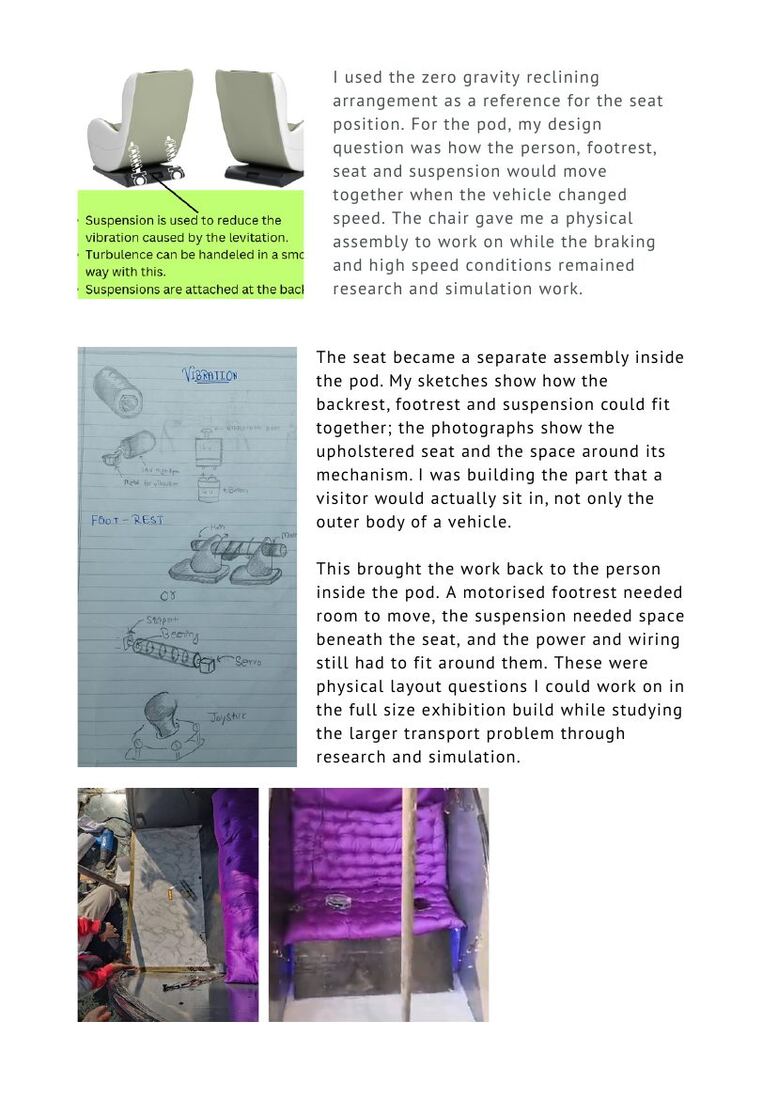 I used the zero gravity reclining
arrangement as a reference for the seat
position. For the pod, my design
question was how the person, footrest,
seat and suspension would move
together when the vehicle changed
speed. The chair gave me a physical
assembly to work on while the braking
and high speed conditions remained
research and simulation work.
Suspension is used to reduce the
vibration caused by the levitation.
Turbulence can be handeled in a smo
way with this.
Suspensions are attached at the back
The seat became a separate assembly inside
the pod. My sketches show how the
backrest, footrest and suspension could fit
together; the photographs show the
upholstered seat and the space around its
mechanism. I was building the part that a
visitor would actually sit in, not only the
outer body of a vehicle.
This brought the work back to the person
inside the pod. A motorised footrest needed
room to move, the suspension needed space
beneath the seat, and the power and wiring
still had to fit around them. These were
physical layout questions I could work on in
the full size exhibition build while studying
the larger transport problem through
research and simulation.
VIBRATION
FOOT-REST
or
Support
Bearing
Servo
Joystick